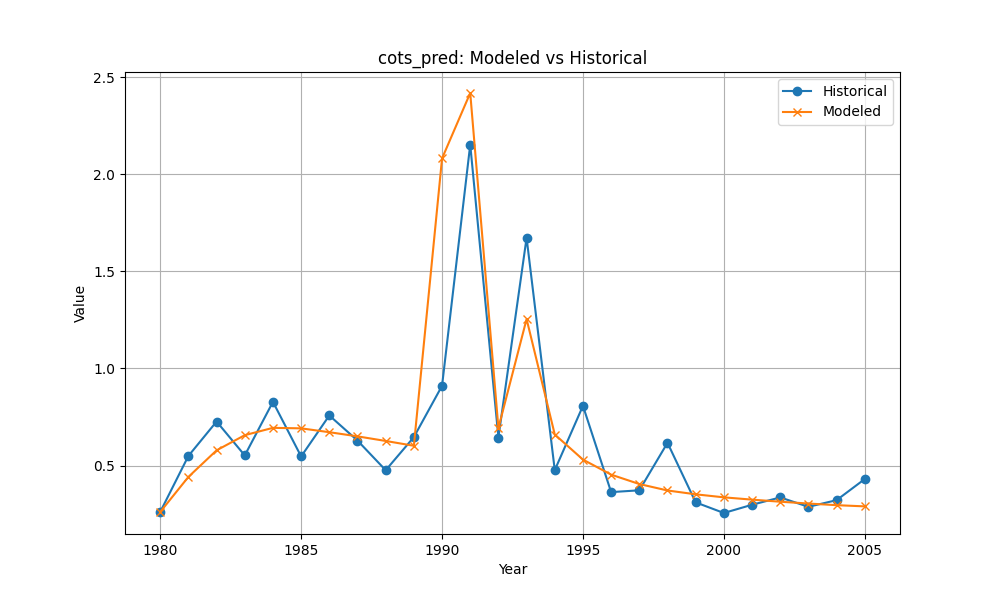 cots_pred: Modeled vs Historical
Historical
Modeled
Value
2.5
2.0
1.5
1.0
0.5
1980 1985 1990 1995 2000 2005
Year